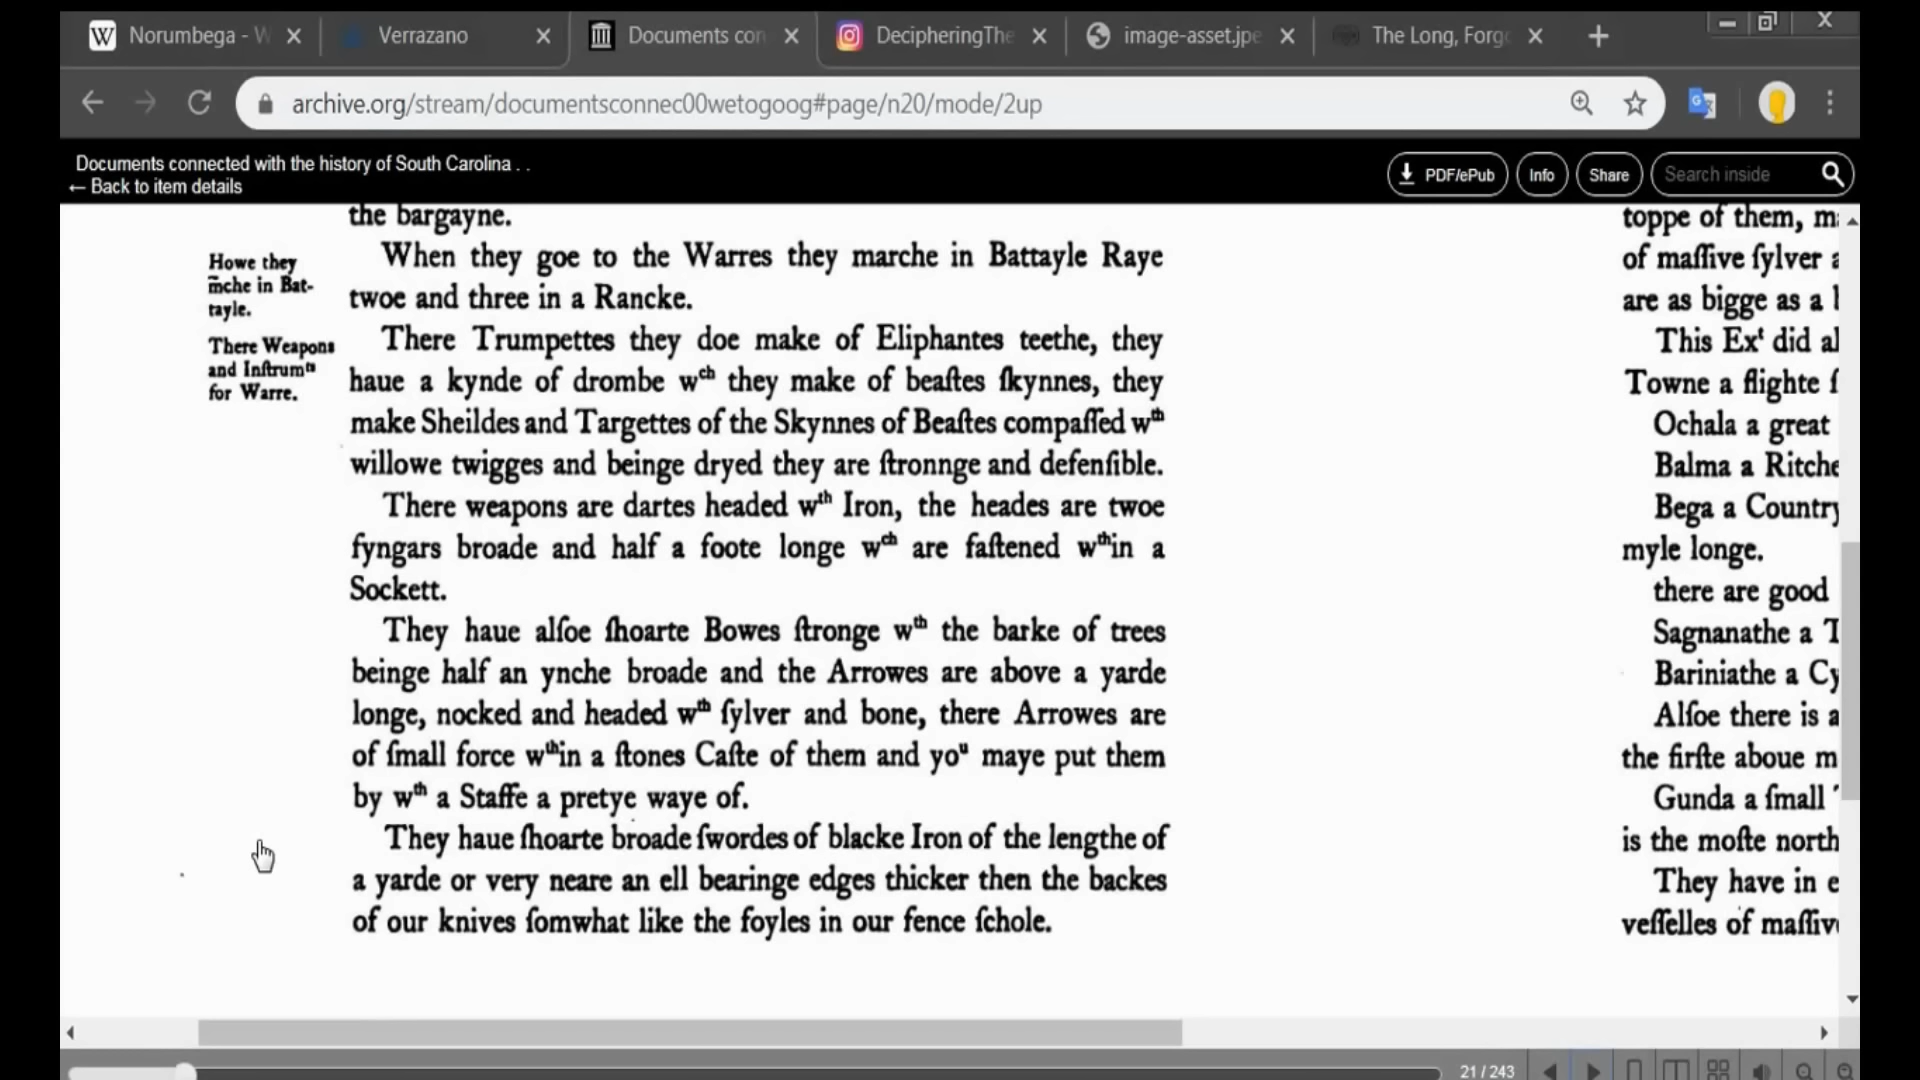 Norumbega - W
Verrazano
Documents con
DecipheringThe
image-asset.jpe
The Long, Forgo
archive.org/stream/documentsconnec00wetogoog#page/n20/mode/2up
Documents connected with the history of South Carolina . .
← Back to item details
PDF/ePub
Info
Share
Search inside
the bargayne.
Howe they
m̄che in Bat-
tayle.
When they goe to the Warres they marche in Battayle Raye
twoe and three in a Rancke.
There Weapons
and Inſtrumᵗˢ
for Warre.
There Trumpettes they doe make of Eliphantes teethe, they
haue a kynde of drombe wᶜʰ they make of beaſtes ſkynnes, they
make Sheildes and Targettes of the Skynnes of Beaſtes compaſſed wᵗʰ
willowe twigges and beinge dryed they are ſtronnge and defenſible.
There weapons are dartes headed wᵗʰ Iron, the heades are twoe
fyngars broade and half a foote longe wᶜʰ are faſtened wᵗʰin a
Sockett.
They haue alſoe ſhoarte Bowes ſtronge wᵗʰ the barke of trees
beinge half an ynche broade and the Arrowes are above a yarde
longe, nocked and headed wᵗʰ ſylver and bone, there Arrowes are
of ſmall force wᵗʰin a ſtones Caſte of them and yoᵘ maye put them
by wᵗʰ a Staffe a pretye waye of.
They haue ſhoarte broade ſwordes of blacke Iron of the lengthe of
a yarde or very neare an ell bearinge edges thicker then the backes
of our knives ſomwhat like the foyles in our fence ſchole.
toppe of them, m
of maſſive ſylver a
are as bigge as a
This Exᵗ did al
Towne a flighte
Ochala a great
Balma a Ritche
Bega a Country
myle longe.
there are good
Sagnanathe a T
Bariniathe a Cy
Alſoe there is a
the firſte aboue m
Gunda a ſmall
is the moſte north
They have in e
veſſelles of maſſiv
21 / 243